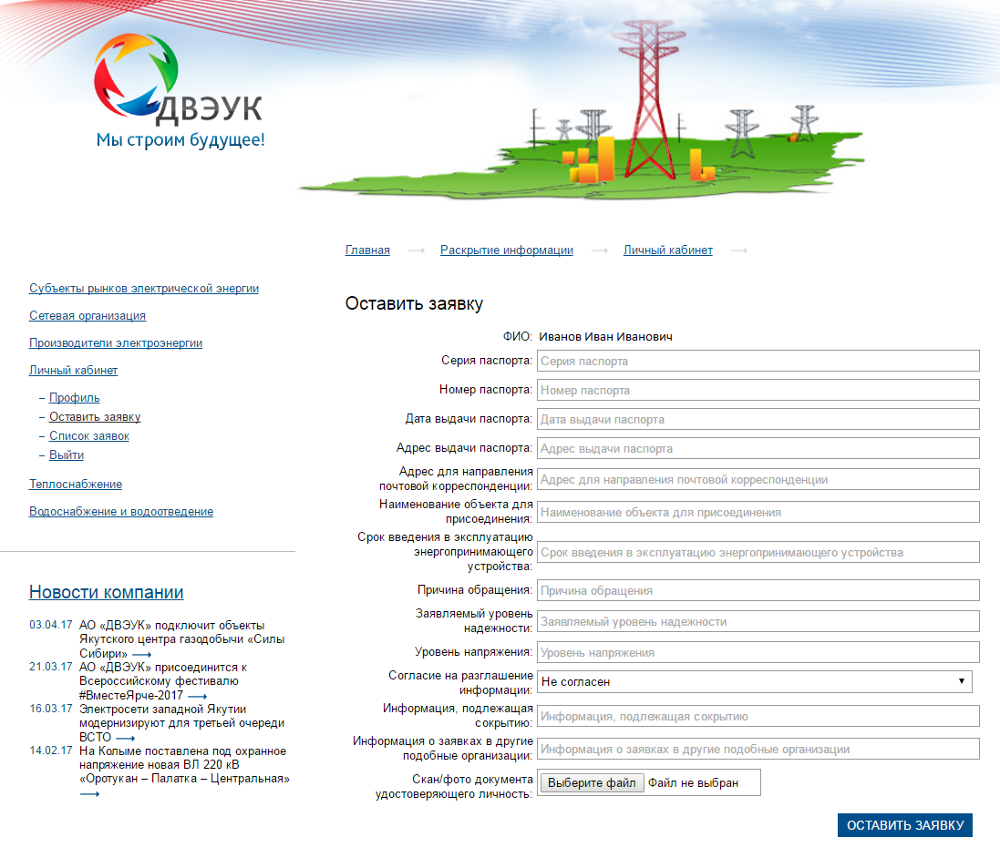 ДВЭУК
Мы строим будущее!
Главная
Раскрытие информации
Личный кабинет
Субъекты рынков электрической энергии
Сетевая организация
Производители электроэнергии
Личный кабинет
– Профиль
– Оставить заявку
– Список заявок
– Выйти
Теплоснабжение
Водоснабжение и водоотведение
Новости компании
03.04.17 АО «ДВЭУК» подключит объекты
Якутского центра газодобычи «Силы
Сибири»
21.03.17 АО «ДВЭУК» присоединится к
Всероссийскому фестивалю
#ВместеЯрче-2017
16.03.17 Электросети западной Якутии
модернизируют для третьей очереди
ВСТО
14.02.17 На Колыме поставлена под охранное
напряжение новая ВЛ 220 кВ
«Оротукан – Палатка – Центральная»
Оставить заявку
ФИО: Иванов Иван Иванович
Серия паспорта: Серия паспорта
Номер паспорта: Номер паспорта
Дата выдачи паспорта: Дата выдачи паспорта
Адрес выдачи паспорта: Адрес выдачи паспорта
Адрес для направления
почтовой корреспонденции: Адрес для направления почтовой корреспонденции
Наименование объекта для
присоединения: Наименование объекта для присоединения
Срок введения в эксплуатацию
энергопринимающего
устройства: Срок введения в эксплуатацию энергопринимающего устройства
Причина обращения: Причина обращения
Заявляемый уровень
надежности: Заявляемый уровень надежности
Уровень напряжения: Уровень напряжения
Согласие на разглашение
информации: Не согласен
Информация, подлежащая
сокрытию: Информация, подлежащая сокрытию
Информация о заявках в другие
подобные организации: Информация о заявках в другие подобные организации
Скан/фото документа
удостоверяющего личность: Выберите файл Файл не выбран
ОСТАВИТЬ ЗАЯВКУ